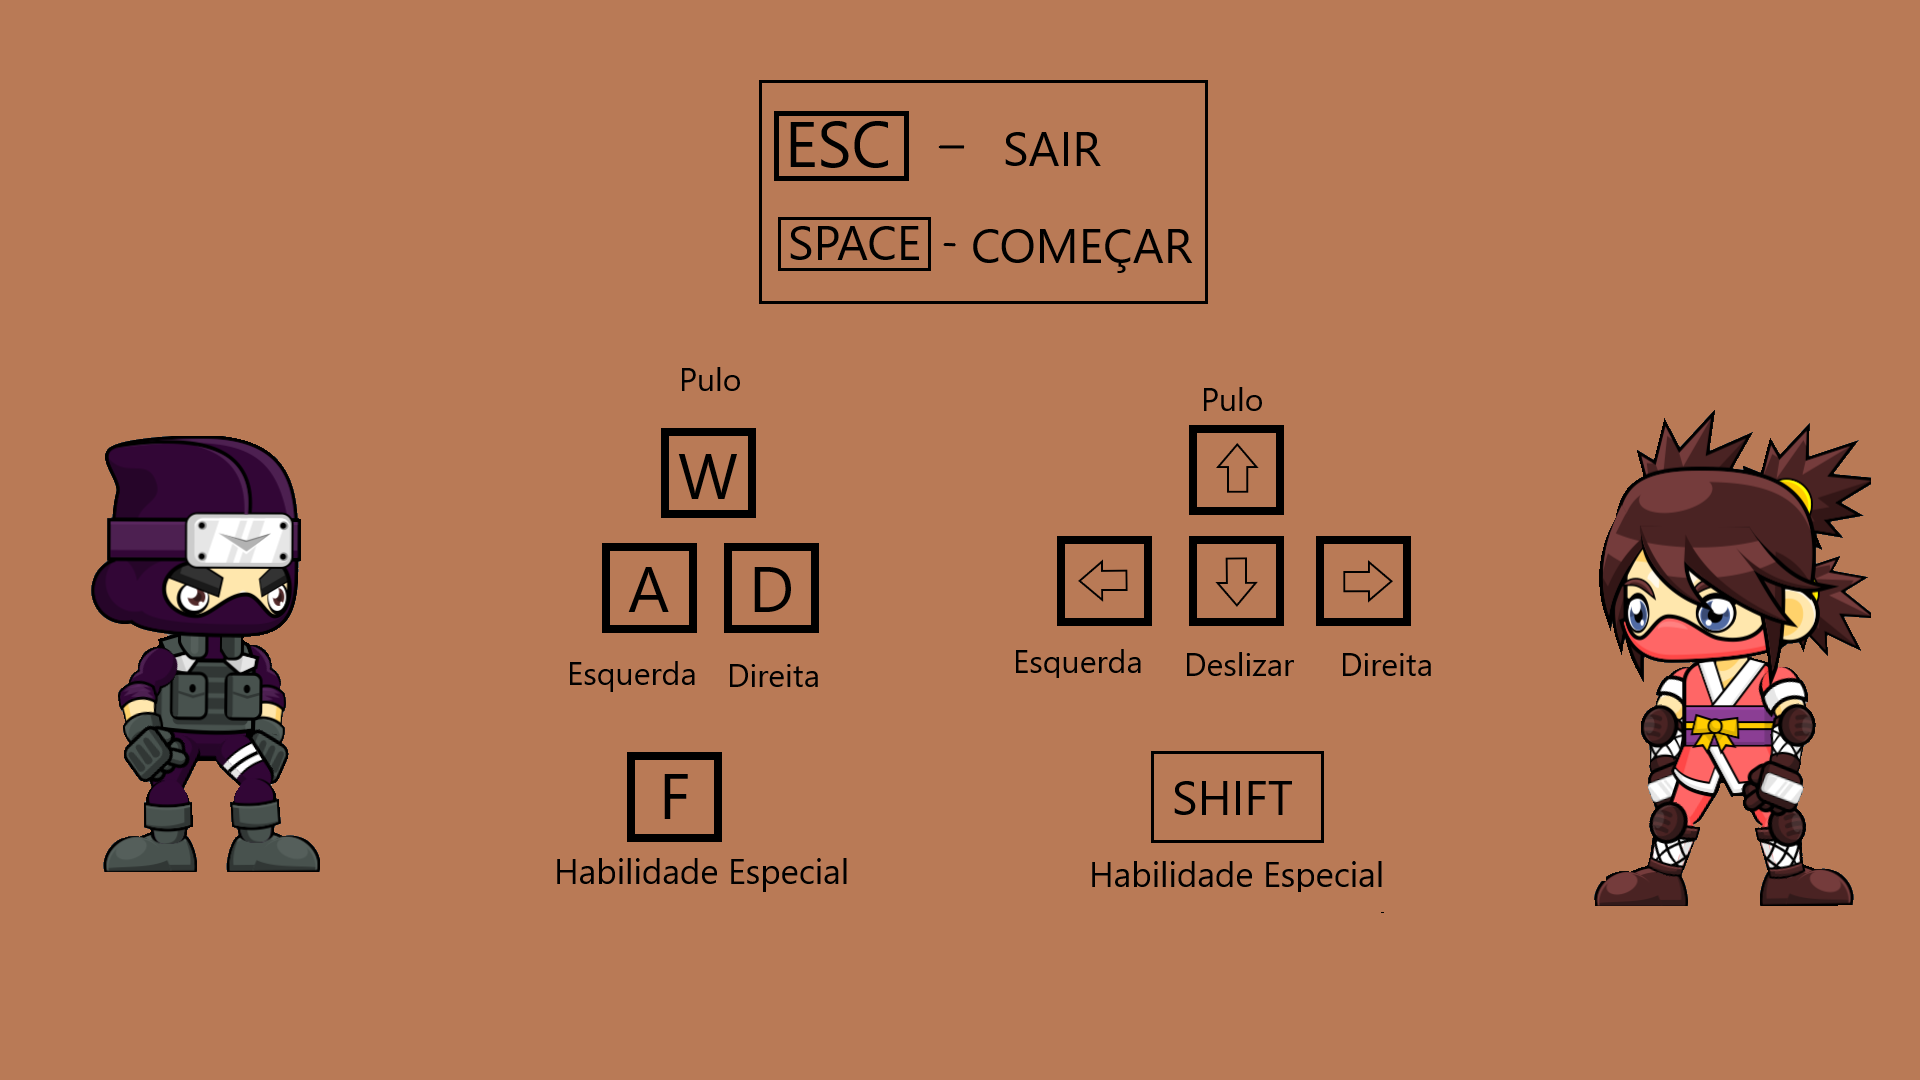 ESC – SAIR
SPACE - COMEÇAR
Pulo
W
A D
Esquerda Direita
F
Habilidade Especial
Pulo
Esquerda Deslizar Direita
SHIFT
Habilidade Especial